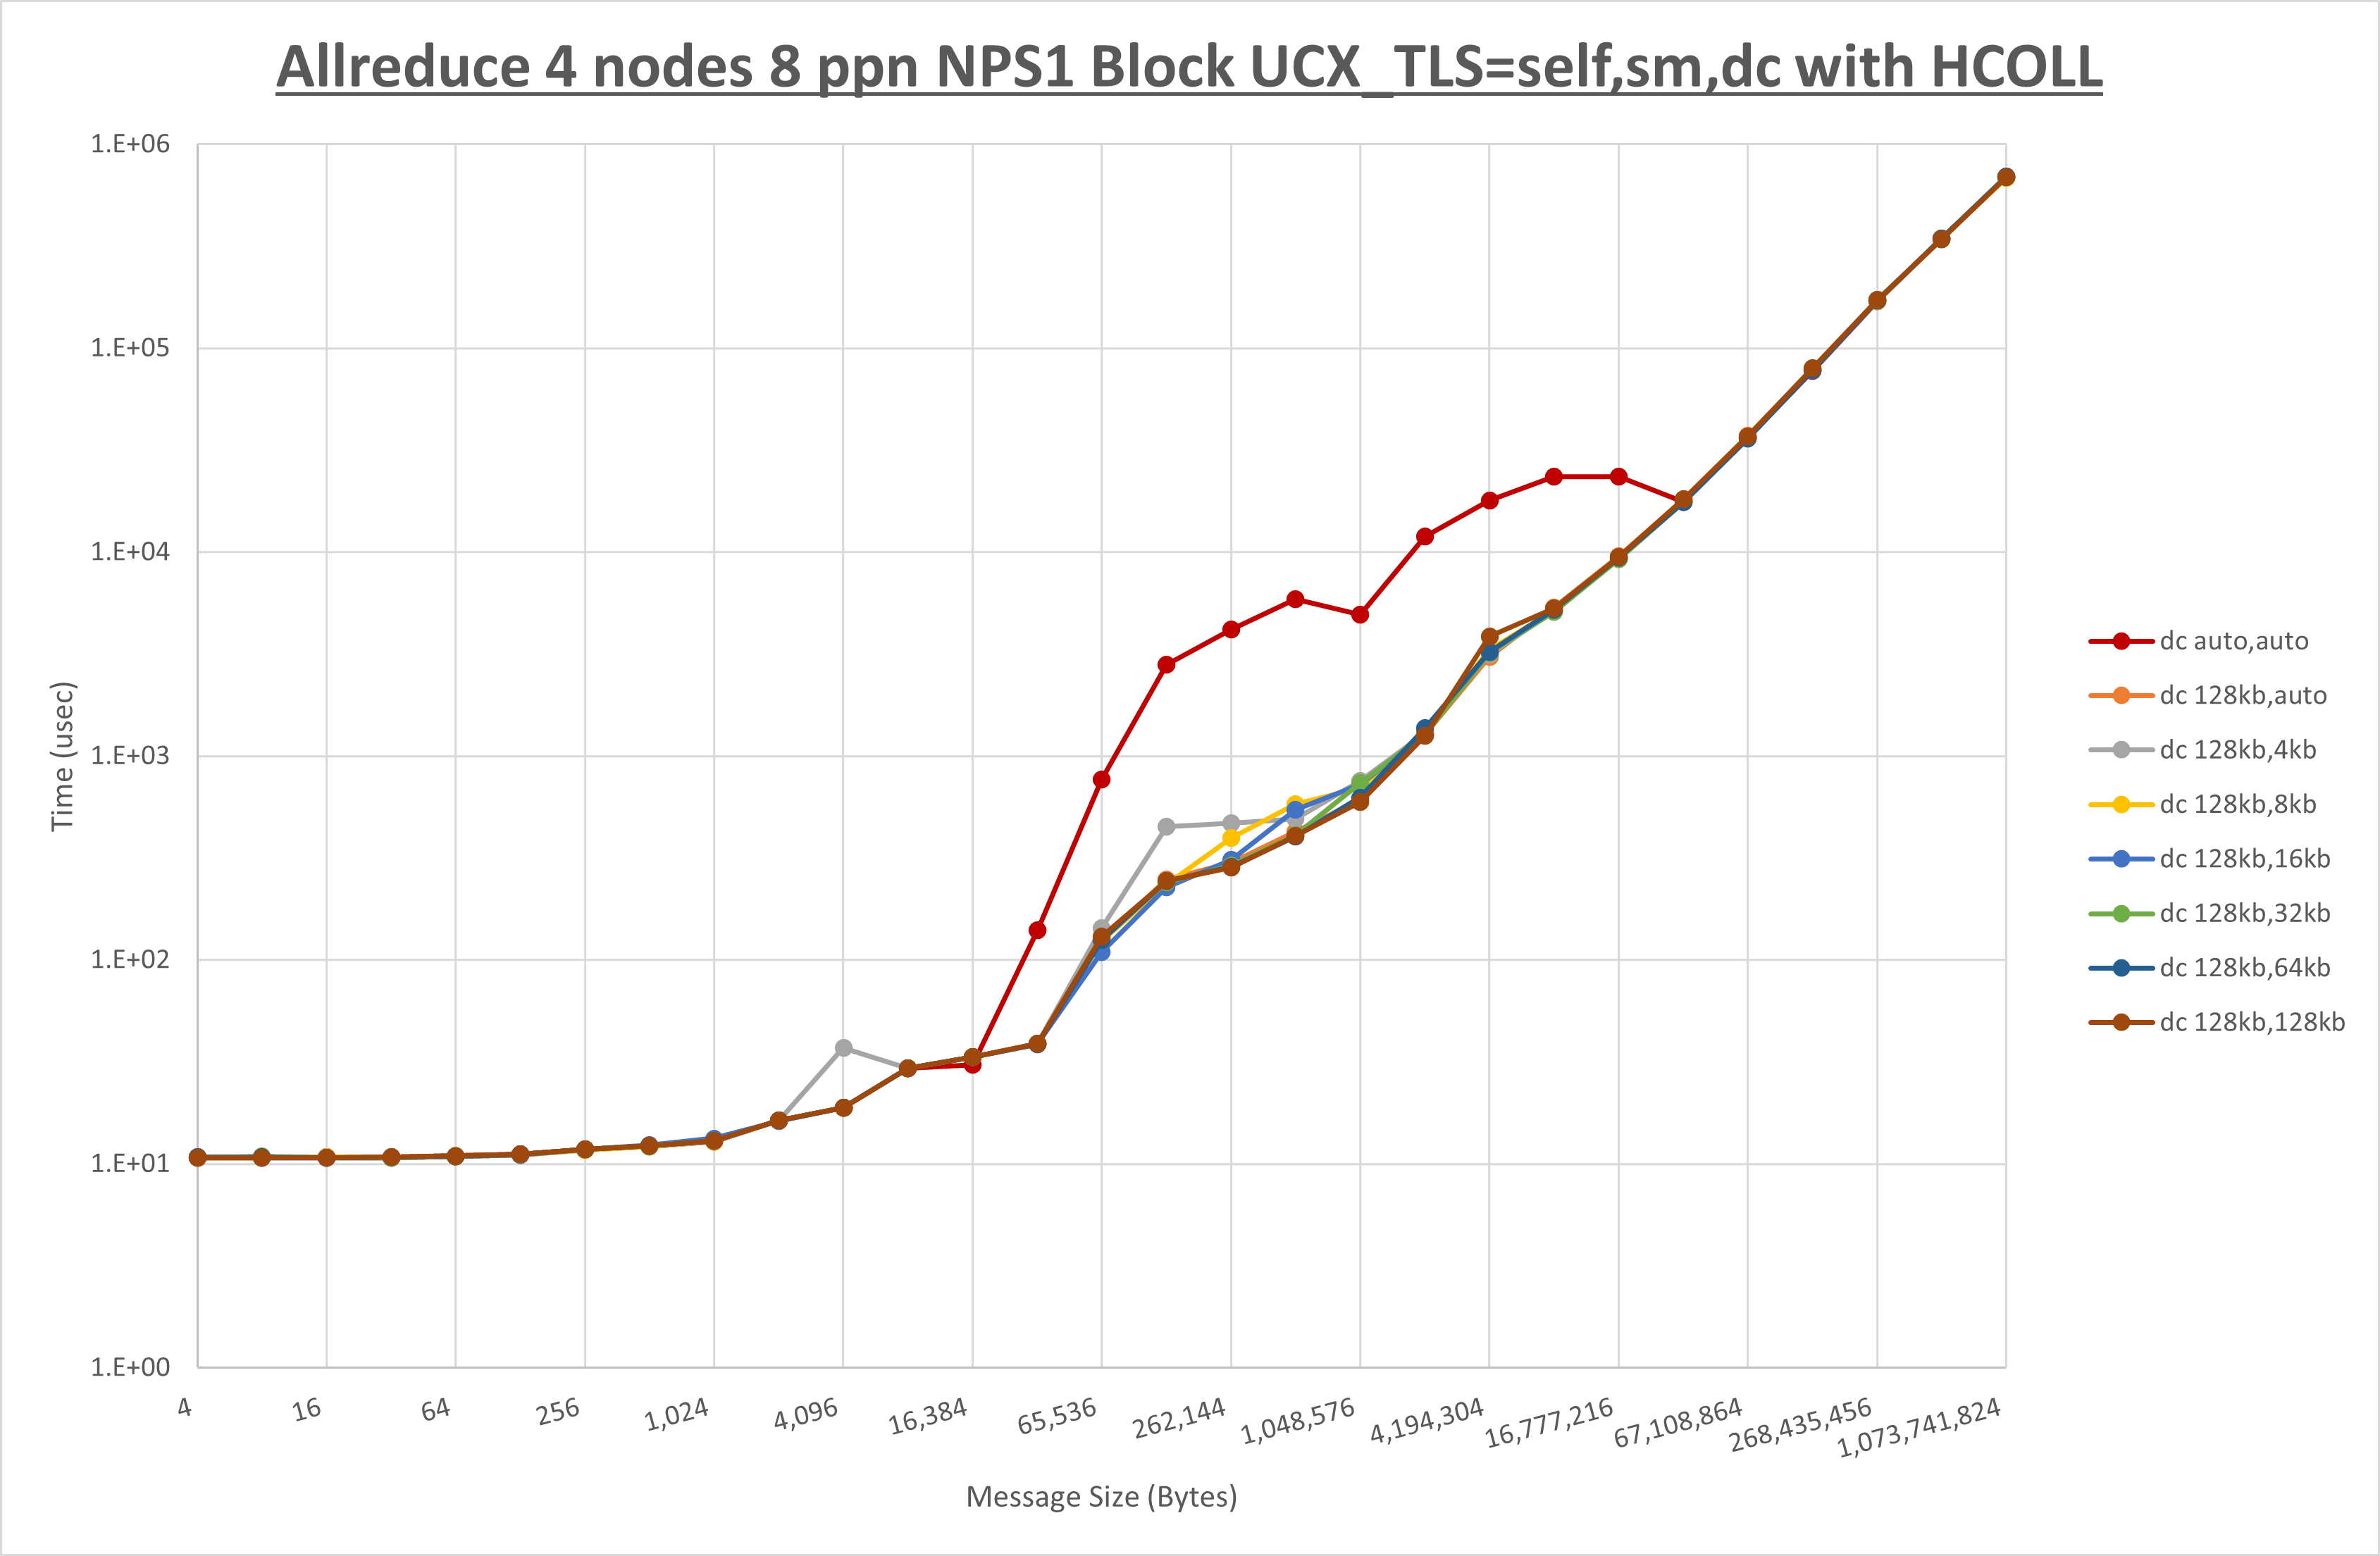 Allreduce 4 nodes 8 ppn NPS1 Block UCX_TLS=self,sm,dc with HCOLL
1.E+06
1.E+05
1.E+04
1.E+03
1.E+02
1.E+01
1.E+00
Time (usec)
4
16
64
256
1,024
4,096
16,384
65,536
262,144
1,048,576
4,194,304
16,777,216
67,108,864
268,435,456
1,073,741,824
Message Size (Bytes)
dc auto,auto
dc 128kb,auto
dc 128kb,4kb
dc 128kb,8kb
dc 128kb,16kb
dc 128kb,32kb
dc 128kb,64kb
dc 128kb,128kb